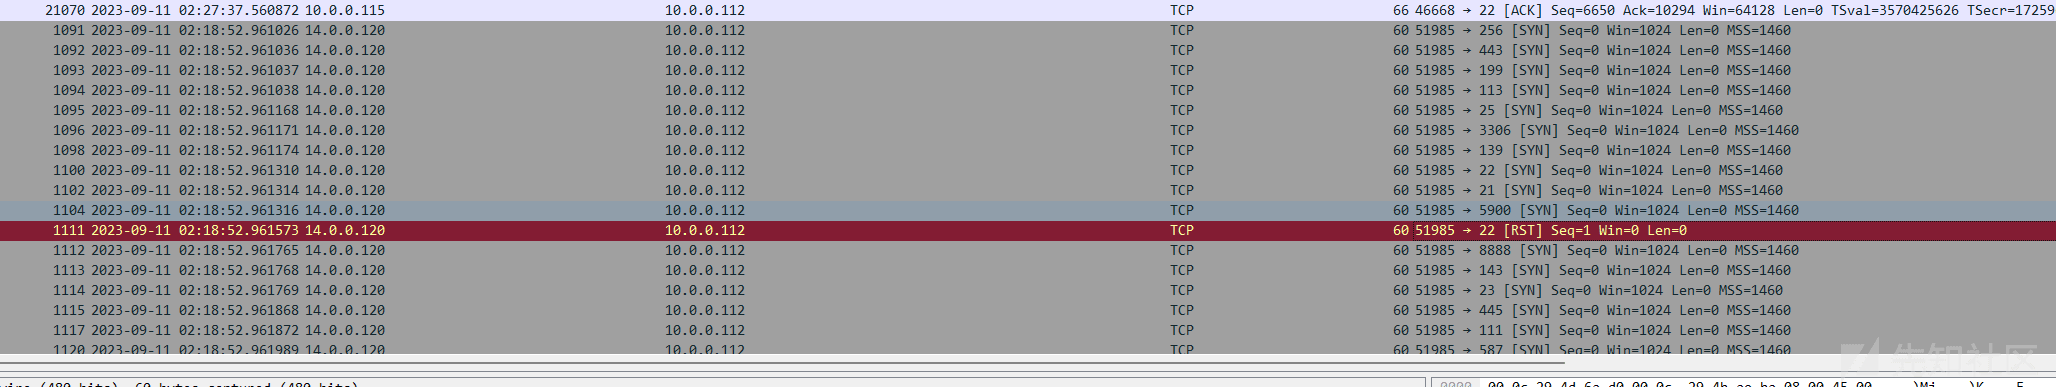 21070 2023-09-11 02:27:37.560872 10.0.0.115 10.0.0.112 TCP 66 46668 → 22 [ACK] Seq=6650 Ack=10294 Win=64128 Len=0 TSval=3570425626 TSecr=17259
1091 2023-09-11 02:18:52.961026 14.0.0.120 10.0.0.112 TCP 60 51985 → 256 [SYN] Seq=0 Win=1024 Len=0 MSS=1460
1092 2023-09-11 02:18:52.961036 14.0.0.120 10.0.0.112 TCP 60 51985 → 443 [SYN] Seq=0 Win=1024 Len=0 MSS=1460
1093 2023-09-11 02:18:52.961037 14.0.0.120 10.0.0.112 TCP 60 51985 → 199 [SYN] Seq=0 Win=1024 Len=0 MSS=1460
1094 2023-09-11 02:18:52.961038 14.0.0.120 10.0.0.112 TCP 60 51985 → 113 [SYN] Seq=0 Win=1024 Len=0 MSS=1460
1095 2023-09-11 02:18:52.961168 14.0.0.120 10.0.0.112 TCP 60 51985 → 25 [SYN] Seq=0 Win=1024 Len=0 MSS=1460
1096 2023-09-11 02:18:52.961171 14.0.0.120 10.0.0.112 TCP 60 51985 → 3306 [SYN] Seq=0 Win=1024 Len=0 MSS=1460
1098 2023-09-11 02:18:52.961174 14.0.0.120 10.0.0.112 TCP 60 51985 → 139 [SYN] Seq=0 Win=1024 Len=0 MSS=1460
1100 2023-09-11 02:18:52.961310 14.0.0.120 10.0.0.112 TCP 60 51985 → 22 [SYN] Seq=0 Win=1024 Len=0 MSS=1460
1102 2023-09-11 02:18:52.961314 14.0.0.120 10.0.0.112 TCP 60 51985 → 21 [SYN] Seq=0 Win=1024 Len=0 MSS=1460
1104 2023-09-11 02:18:52.961316 14.0.0.120 10.0.0.112 TCP 60 51985 → 5900 [SYN] Seq=0 Win=1024 Len=0 MSS=1460
1111 2023-09-11 02:18:52.961573 14.0.0.120 10.0.0.112 TCP 60 51985 → 22 [RST] Seq=1 Win=0 Len=0
1112 2023-09-11 02:18:52.961765 14.0.0.120 10.0.0.112 TCP 60 51985 → 8888 [SYN] Seq=0 Win=1024 Len=0 MSS=1460
1113 2023-09-11 02:18:52.961768 14.0.0.120 10.0.0.112 TCP 60 51985 → 143 [SYN] Seq=0 Win=1024 Len=0 MSS=1460
1114 2023-09-11 02:18:52.961769 14.0.0.120 10.0.0.112 TCP 60 51985 → 23 [SYN] Seq=0 Win=1024 Len=0 MSS=1460
1115 2023-09-11 02:18:52.961868 14.0.0.120 10.0.0.112 TCP 60 51985 → 445 [SYN] Seq=0 Win=1024 Len=0 MSS=1460
1117 2023-09-11 02:18:52.961872 14.0.0.120 10.0.0.112 TCP 60 51985 → 111 [SYN] Seq=0 Win=1024 Len=0 MSS=1460
1120 2023-09-11 02:18:52.961989 14.0.0.120 10.0.0.112 TCP 60 51985 → 587 [SYN] Seq=0 Win=1024 Len=0 MSS=1460
先知社区